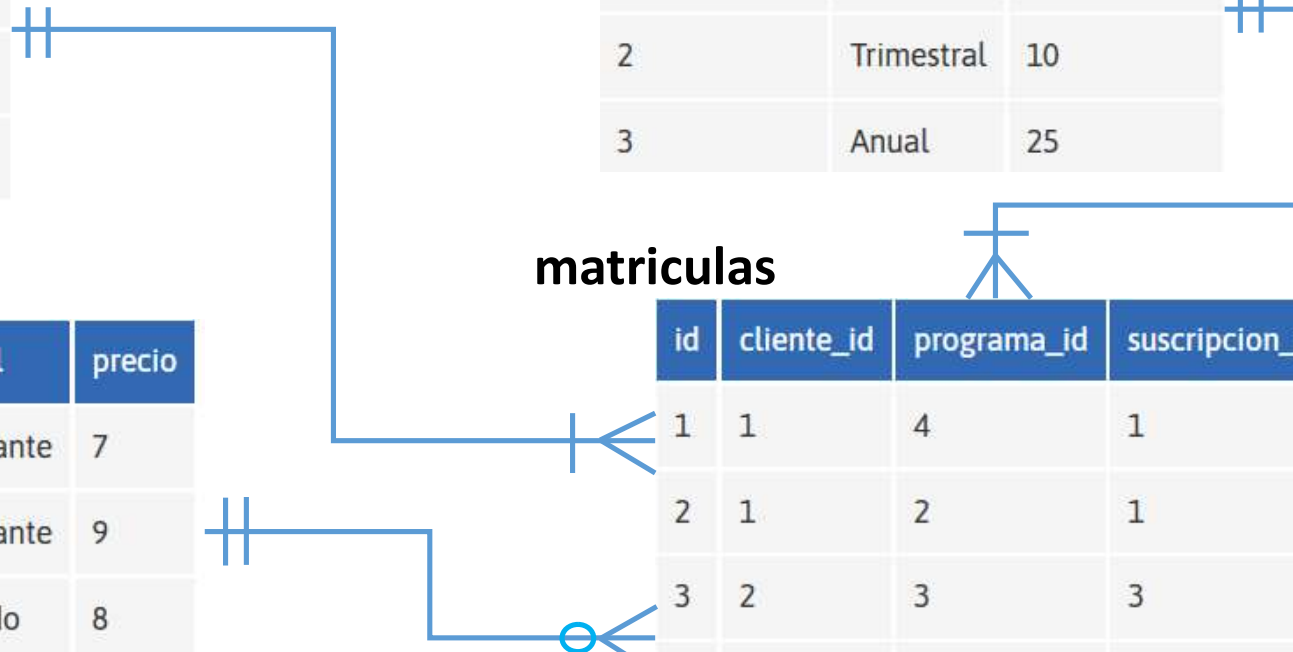 2 Trimestral 10
3 Anual 25
matriculas
precio
7
9
8
id cliente_id programa_id suscripcion_
1 1 4 1
2 1 2 1
3 2 3 3